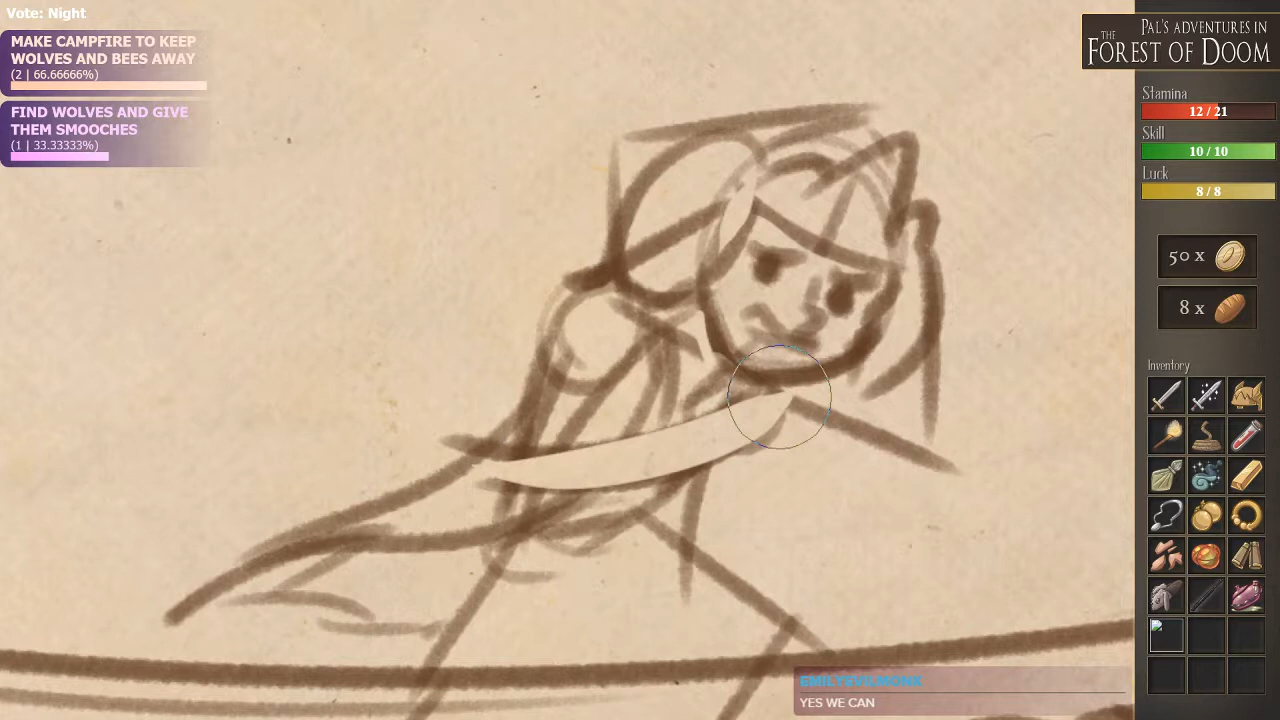 Vote: Night
MAKE CAMPFIRE TO KEEP
WOLVES AND BEES AWAY
(2 | 66.66666%)
FIND WOLVES AND GIVE
THEM SMOOCHES
(1 | 33.33333%)
PAL'S ADVENTURES IN
THE FOREST OF DOOM
Stamina
12 / 21
Skill
10 / 10
Luck
8 / 8
50 x
8 x
Inventory
EMILYEVILMONK
YES WE CAN